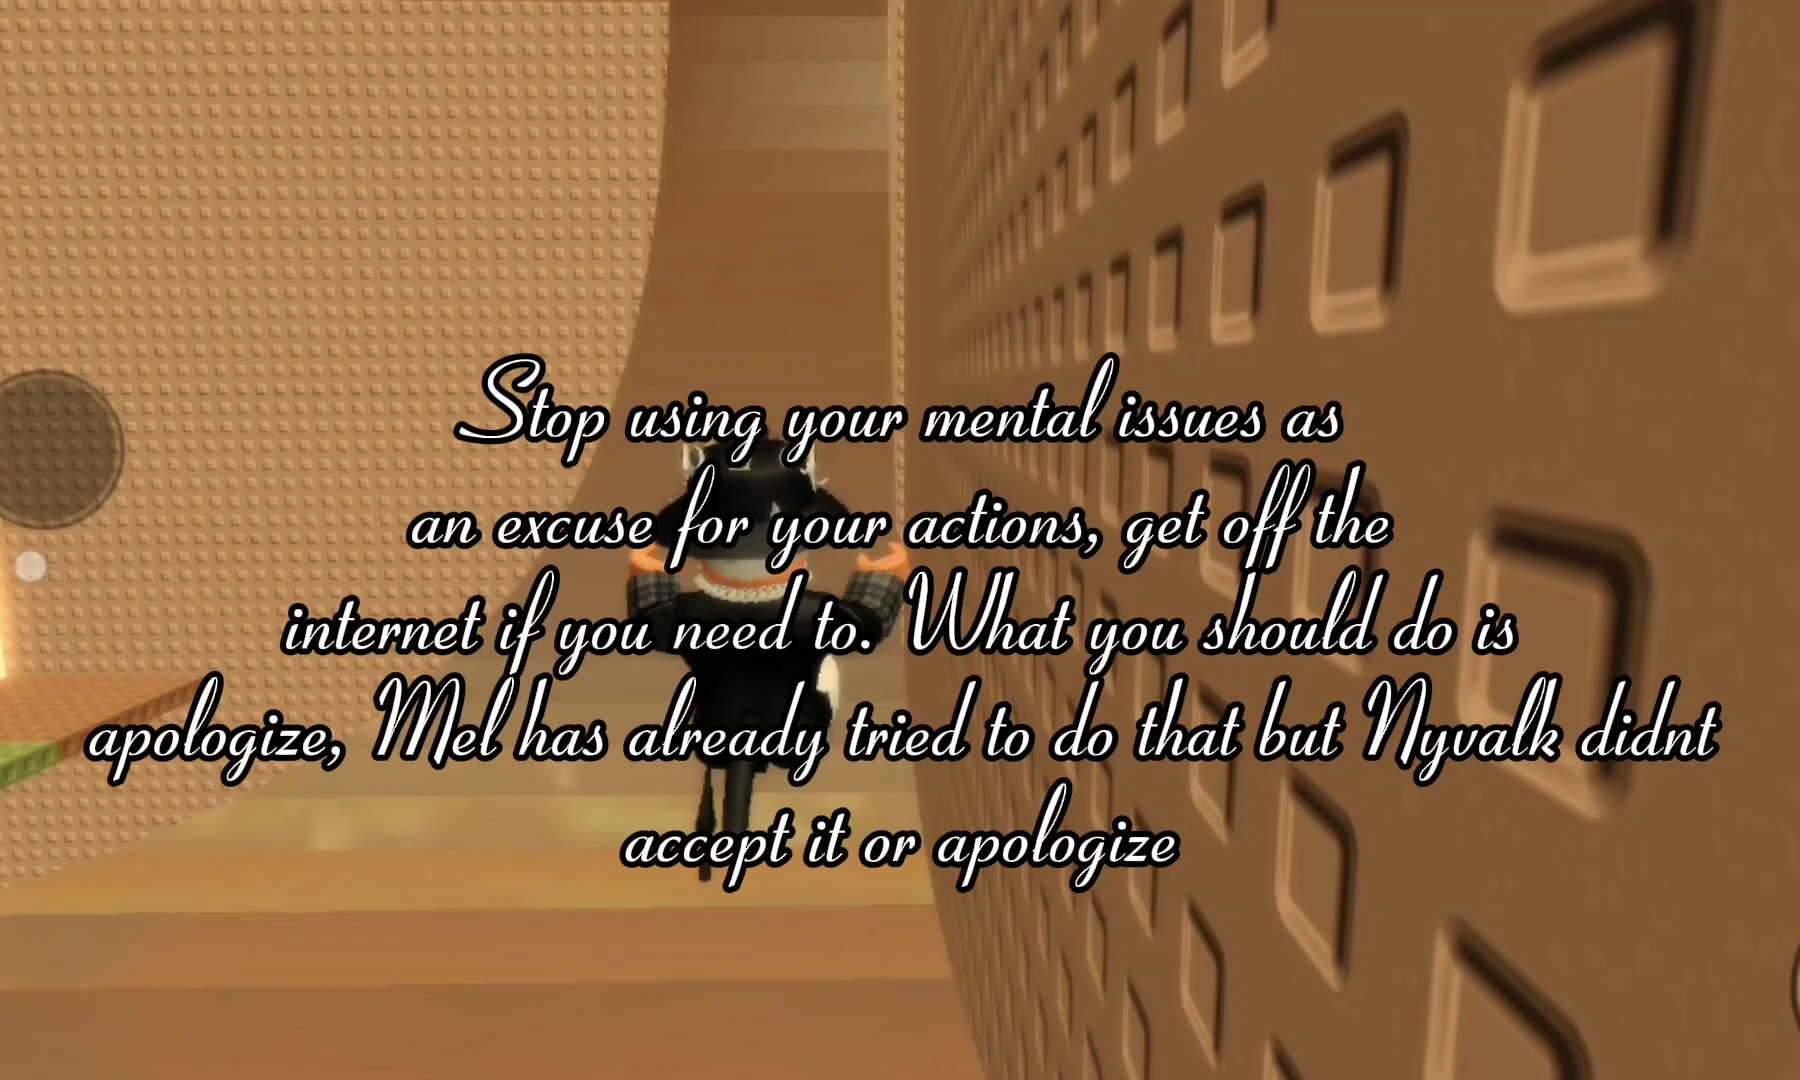 Stop using your mental issues as
an excuse for your actions, get off the
internet if you need to. What you should do is
apologize, Mel has already tried to do that but Nyvalk didnt
accept it or apologize